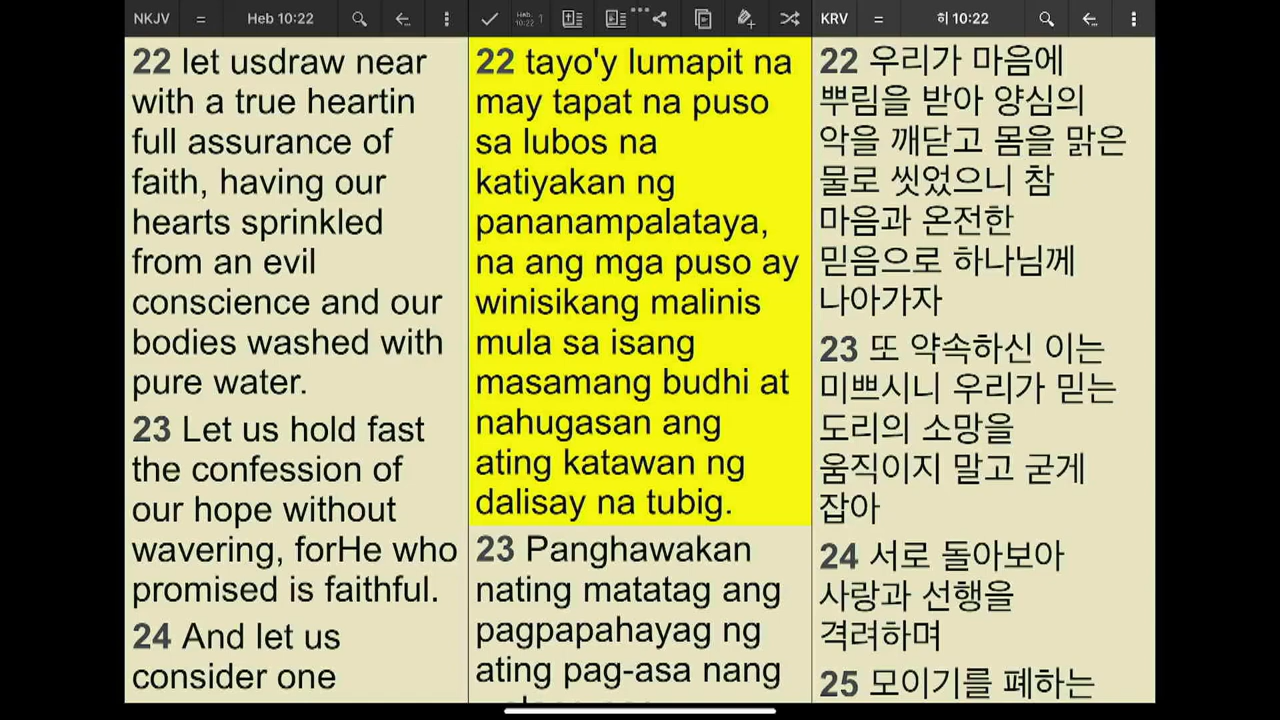 NKJV = Heb 10:22
Heb. 10:22 1
KRV = 히 10:22
22 let usdraw near
with a true heartin
full assurance of
faith, having our
hearts sprinkled
from an evil
conscience and our
bodies washed with
pure water.
23 Let us hold fast
the confession of
our hope without
wavering, forHe who
promised is faithful.
24 And let us
consider one
22 tayo'y lumapit na
may tapat na puso
sa lubos na
katiyakan ng
pananampalataya,
na ang mga puso ay
winisikang malinis
mula sa isang
masamang budhi at
nahugasan ang
ating katawan ng
dalisay na tubig.
23 Panghawakan
nating matatag ang
pagpapahayag ng
ating pag-asa nang
22 우리가 마음에
뿌림을 받아 양심의
악을 깨닫고 몸을 맑은
물로 씻었으니 참
마음과 온전한
믿음으로 하나님께
나아가자
23 또 약속하신 이는
미쁘시니 우리가 믿는
도리의 소망을
움직이지 말고 굳게
잡아
24 서로 돌아보아
사랑과 선행을
격려하며
25 모이기를 폐하는